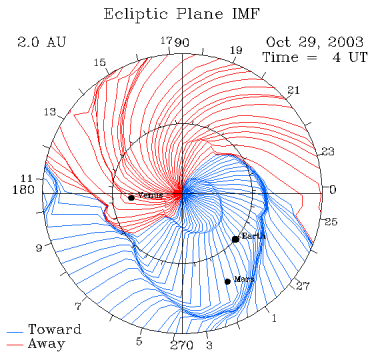 Ecliptic Plane IMF
2.0 AU
Oct 29, 2003
Time = 4 UT
17
90
19
15
21
13
23
11
180
Venus
0
25
Earth
9
Mars
27
7
1
5
3
270
Toward
Away